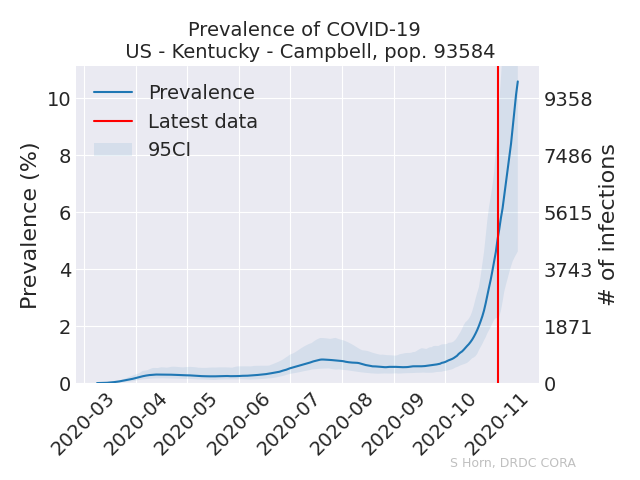 Prevalence of COVID-19
US - Kentucky - Campbell, pop. 93584
Prevalence
Latest data
95CI
Prevalence (%)
10
8
6
4
2
0
# of infections
9358
7486
5615
3743
1871
0
2020-03
2020-04
2020-05
2020-06
2020-07
2020-08
2020-09
2020-10
2020-11
S Horn, DRDC CORA